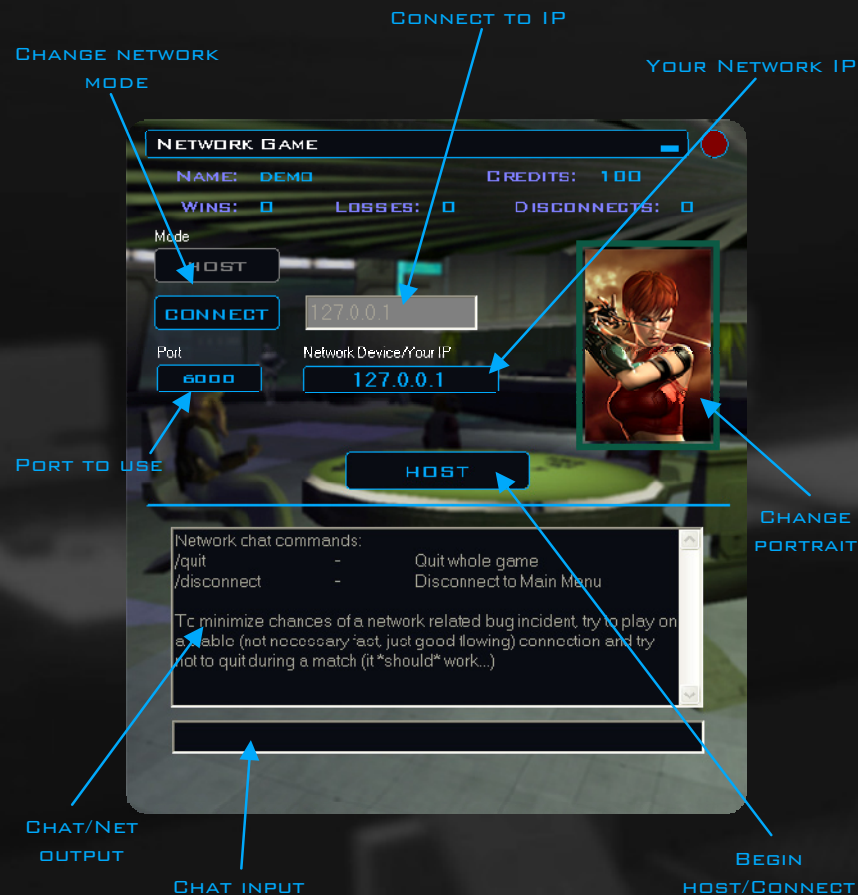 CONNECT TO IP
CHANGE NETWORK
MODE
YOUR NETWORK IP
NETWORK GAME
NAME: DEMO
CREDITS: 100
WINS: 0
LOSSES: 0
DISCONNECTS: 0
Mode
HOST
CONNECT
127.0.0.1
Port
Network Device/Your IP
6000
127.0.0.1
PORT TO USE
HOST
CHANGE
PORTRAIT
Network chat commands:
/quit - Quit whole game
/disconnect - Disconnect to Main Menu
To minimize chances of a network related bug incident, try to play on
a stable (not necessary fast, just good flowing) connection and try
not to quit during a match (it *should* work...)
CHAT/NET
OUTPUT
CHAT INPUT
BEGIN
HOST/CONNECT